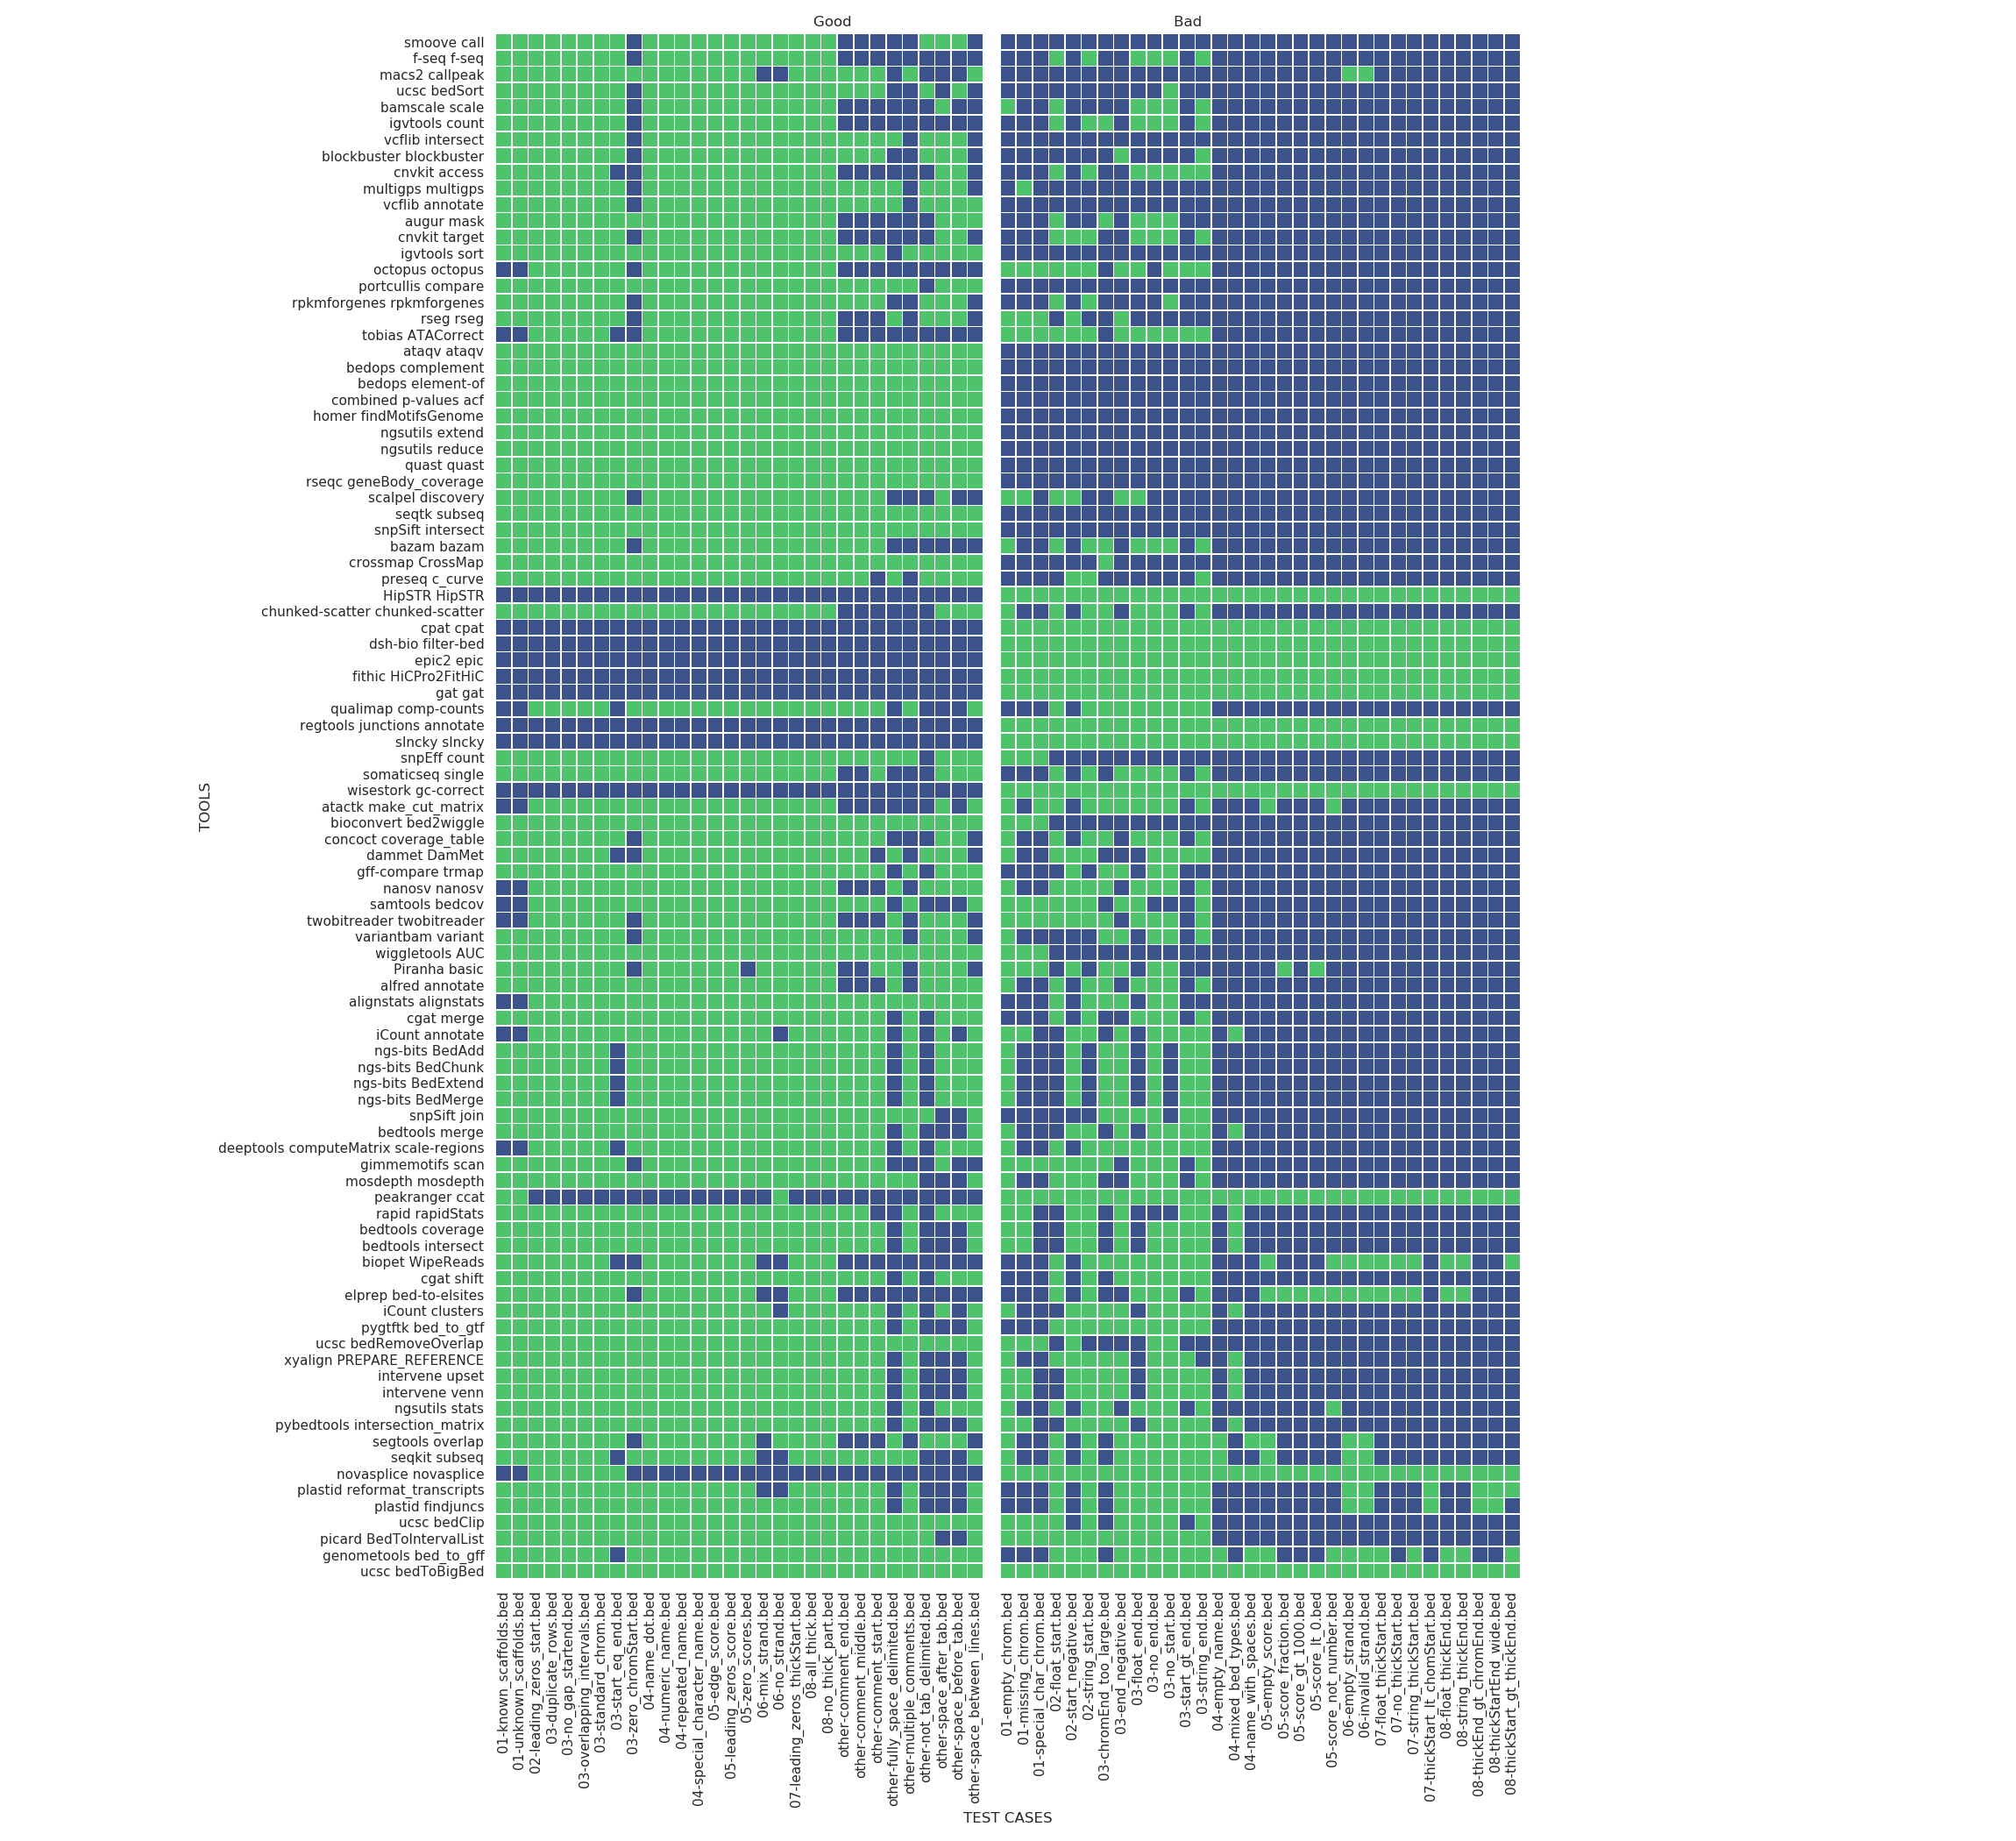 Good
Bad
smoove call
f-seq f-seq
macs2 callpeak
ucsc bedSort
bamscale scale
igvtools count
vcflib intersect
blockbuster blockbuster
cnvkit access
multigps multigps
vcflib annotate
augur mask
cnvkit target
igvtools sort
octopus octopus
portcullis compare
rpkmforgenes rpkmforgenes
rseg rseg
tobias ATACorrect
ataqv ataqv
bedops complement
bedops element-of
combined p-values acf
homer findMotifsGenome
ngsutils extend
ngsutils reduce
quast quast
rseqc geneBody_coverage
scalpel discovery
seqtk subseq
snpSift intersect
bazam bazam
crossmap CrossMap
preseq c_curve
HipSTR HipSTR
chunked-scatter chunked-scatter
cpat cpat
dsh-bio filter-bed
epic2 epic
fithic HiCPro2FitHiC
gat gat
qualimap comp-counts
regtools junctions annotate
slncky slncky
snpEff count
somaticseq single
wisestork gc-correct
atactk make_cut_matrix
bioconvert bed2wiggle
concoct coverage_table
dammet DamMet
gff-compare trmap
nanosv nanosv
samtools bedcov
twobitreader twobitreader
variantbam variant
wiggletools AUC
Piranha basic
alfred annotate
alignstats alignstats
cgat merge
iCount annotate
ngs-bits BedAdd
ngs-bits BedChunk
ngs-bits BedExtend
ngs-bits BedMerge
snpSift join
bedtools merge
deeptools computeMatrix scale-regions
gimmemotifs scan
mosdepth mosdepth
peakranger ccat
rapid rapidStats
bedtools coverage
bedtools intersect
biopet WipeReads
cgat shift
elprep bed-to-elsites
iCount clusters
pygtftk bed_to_gtf
ucsc bedRemoveOverlap
xyalign PREPARE_REFERENCE
intervene upset
intervene venn
ngsutils stats
pybedtools intersection_matrix
segtools overlap
seqkit subseq
novasplice novasplice
plastid reformat_transcripts
plastid findjuncs
ucsc bedClip
picard BedToIntervalList
genometools bed_to_gff
ucsc bedToBigBed
TOOLS
01-known_scaffolds.bed
01-unknown_scaffolds.bed
02-leading_zeros_start.bed
03-duplicate_rows.bed
03-no_gap_startend.bed
03-overlapping_intervals.bed
03-standard_chrom.bed
03-start_eq_end.bed
03-zero_chromStart.bed
04-name_dot.bed
04-numeric_name.bed
04-repeated_name.bed
04-special_character_name.bed
05-edge_score.bed
05-leading_zeros_score.bed
05-zero_scores.bed
06-mix_strand.bed
06-no_strand.bed
07-leading_zeros_thickStart.bed
08-all_thick.bed
08-no_thick_part.bed
other-comment_end.bed
other-comment_middle.bed
other-comment_start.bed
other-fully_space_delimited.bed
other-multiple_comments.bed
other-not_tab_delimited.bed
other-space_after_tab.bed
other-space_before_tab.bed
other-space_between_lines.bed
01-empty_chrom.bed
01-missing_chrom.bed
01-special_char_chrom.bed
02-float_start.bed
02-start_negative.bed
02-string_start.bed
03-chromEnd_too_large.bed
03-end_negative.bed
03-float_end.bed
03-no_end.bed
03-no_start.bed
03-start_gt_end.bed
03-string_end.bed
04-empty_name.bed
04-mixed_bed_types.bed
04-name_with_spaces.bed
05-empty_score.bed
05-score_fraction.bed
05-score_gt_1000.bed
05-score_lt_0.bed
05-score_not_number.bed
06-empty_strand.bed
06-invalid_strand.bed
07-float_thickStart.bed
07-no_thickStart.bed
07-string_thickStart.bed
07-thickStart_lt_chomStart.bed
08-float_thickEnd.bed
08-string_thickEnd.bed
08-thickEnd_gt_chromEnd.bed
08-thickStartEnd_wide.bed
08-thickStart_gt_thickEnd.bed
TEST CASES